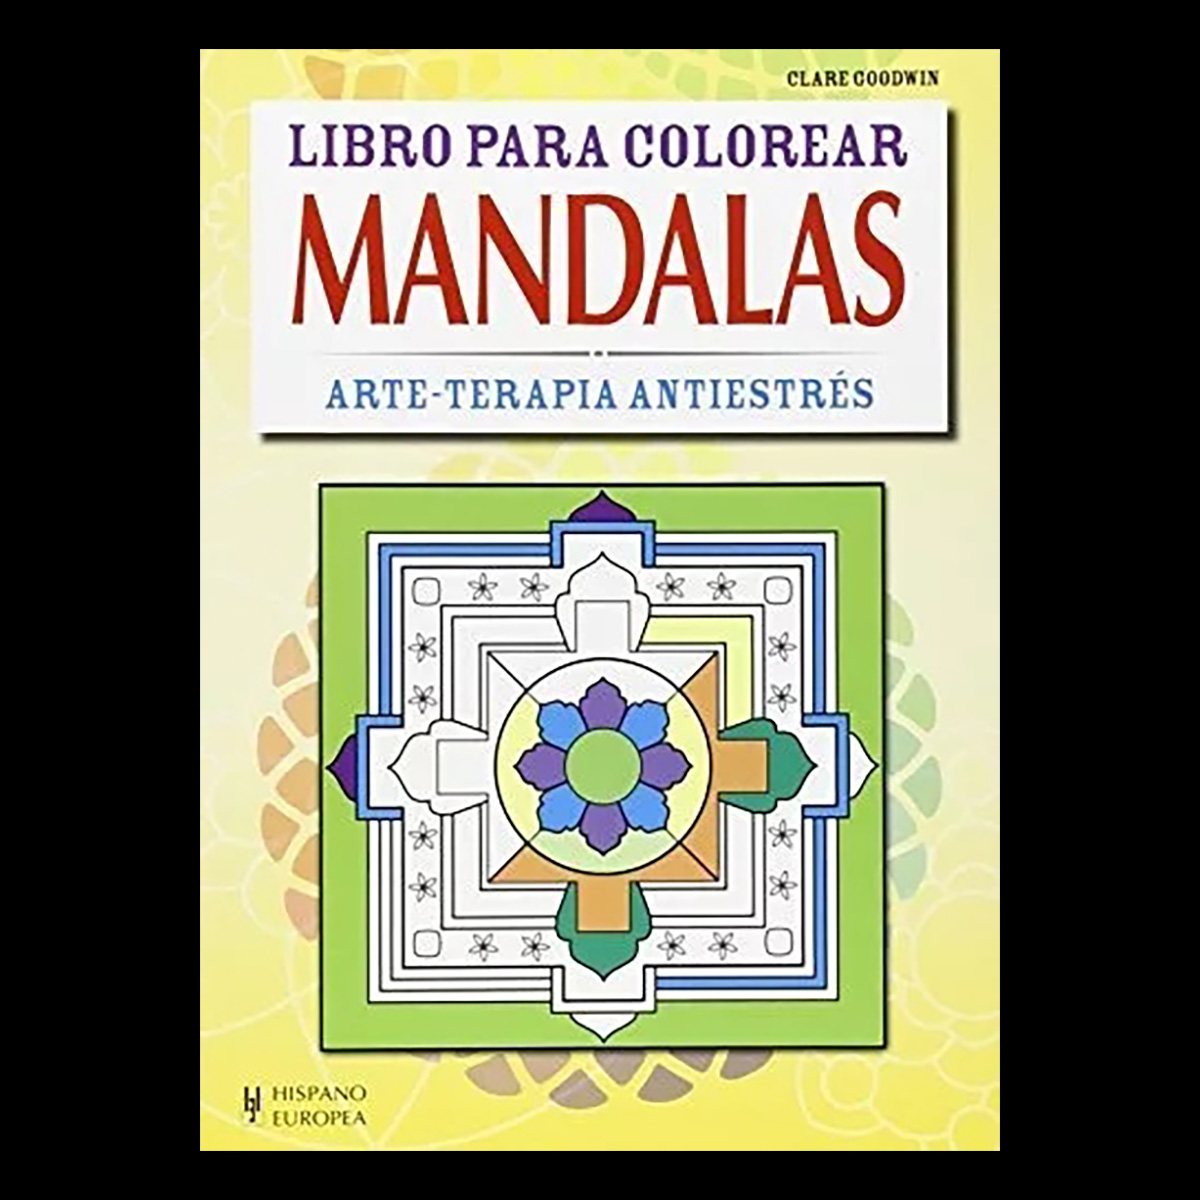 CLARE GOODWIN
LIBRO PARA COLOREAR
MANDALAS
ARTE-TERAPIA ANTIESTRÉS
HISPANO
EUROPEA